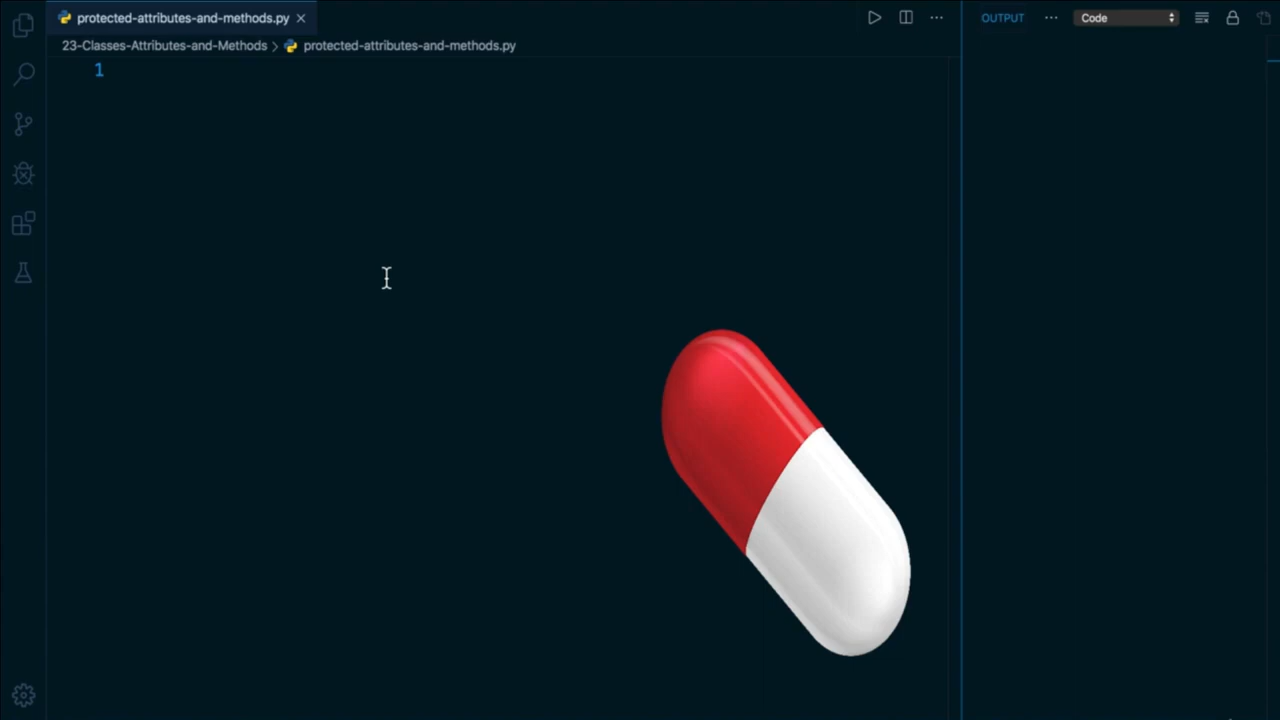 protected-attributes-and-methods.py
OUTPUT
Code
23-Classes-Attributes-and-Methods > protected-attributes-and-methods.py
1